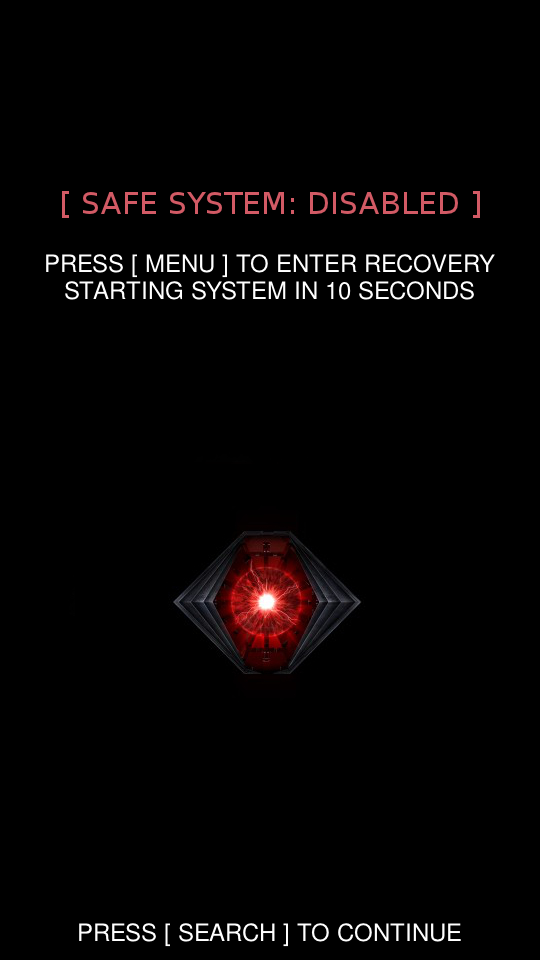 [ SAFE SYSTEM: DISABLED ]
PRESS [ MENU ] TO ENTER RECOVERY
STARTING SYSTEM IN 10 SECONDS
PRESS [ SEARCH ] TO CONTINUE